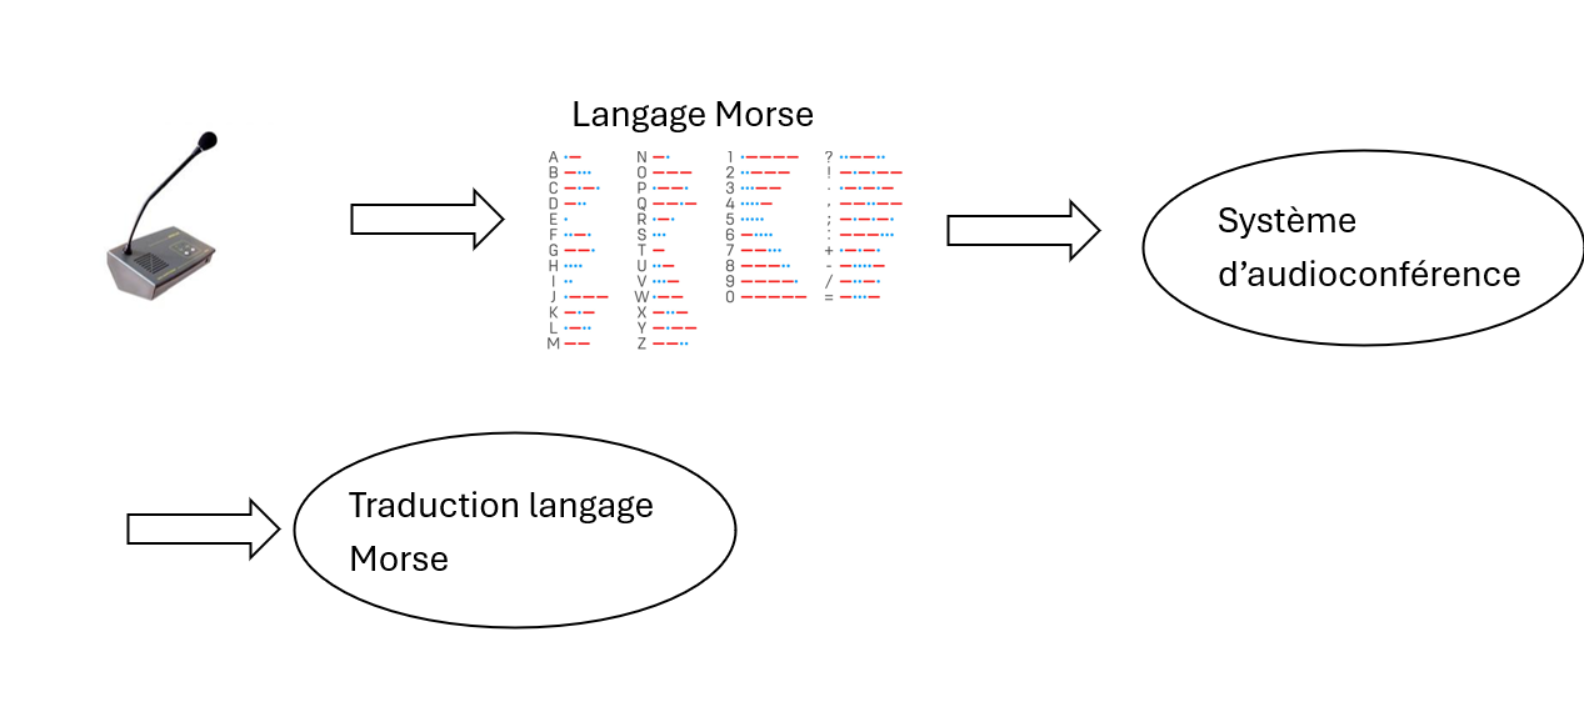 Langage Morse
A N 1 ?
B O 2 !
C P 3 .
D Q 4 ,
E R 5 ;
F S 6 :
G T 7 +
H U 8 -
I V 9 /
J W 0 =
K X
L Y
M Z
Système
d’audioconférence
Traduction langage
Morse